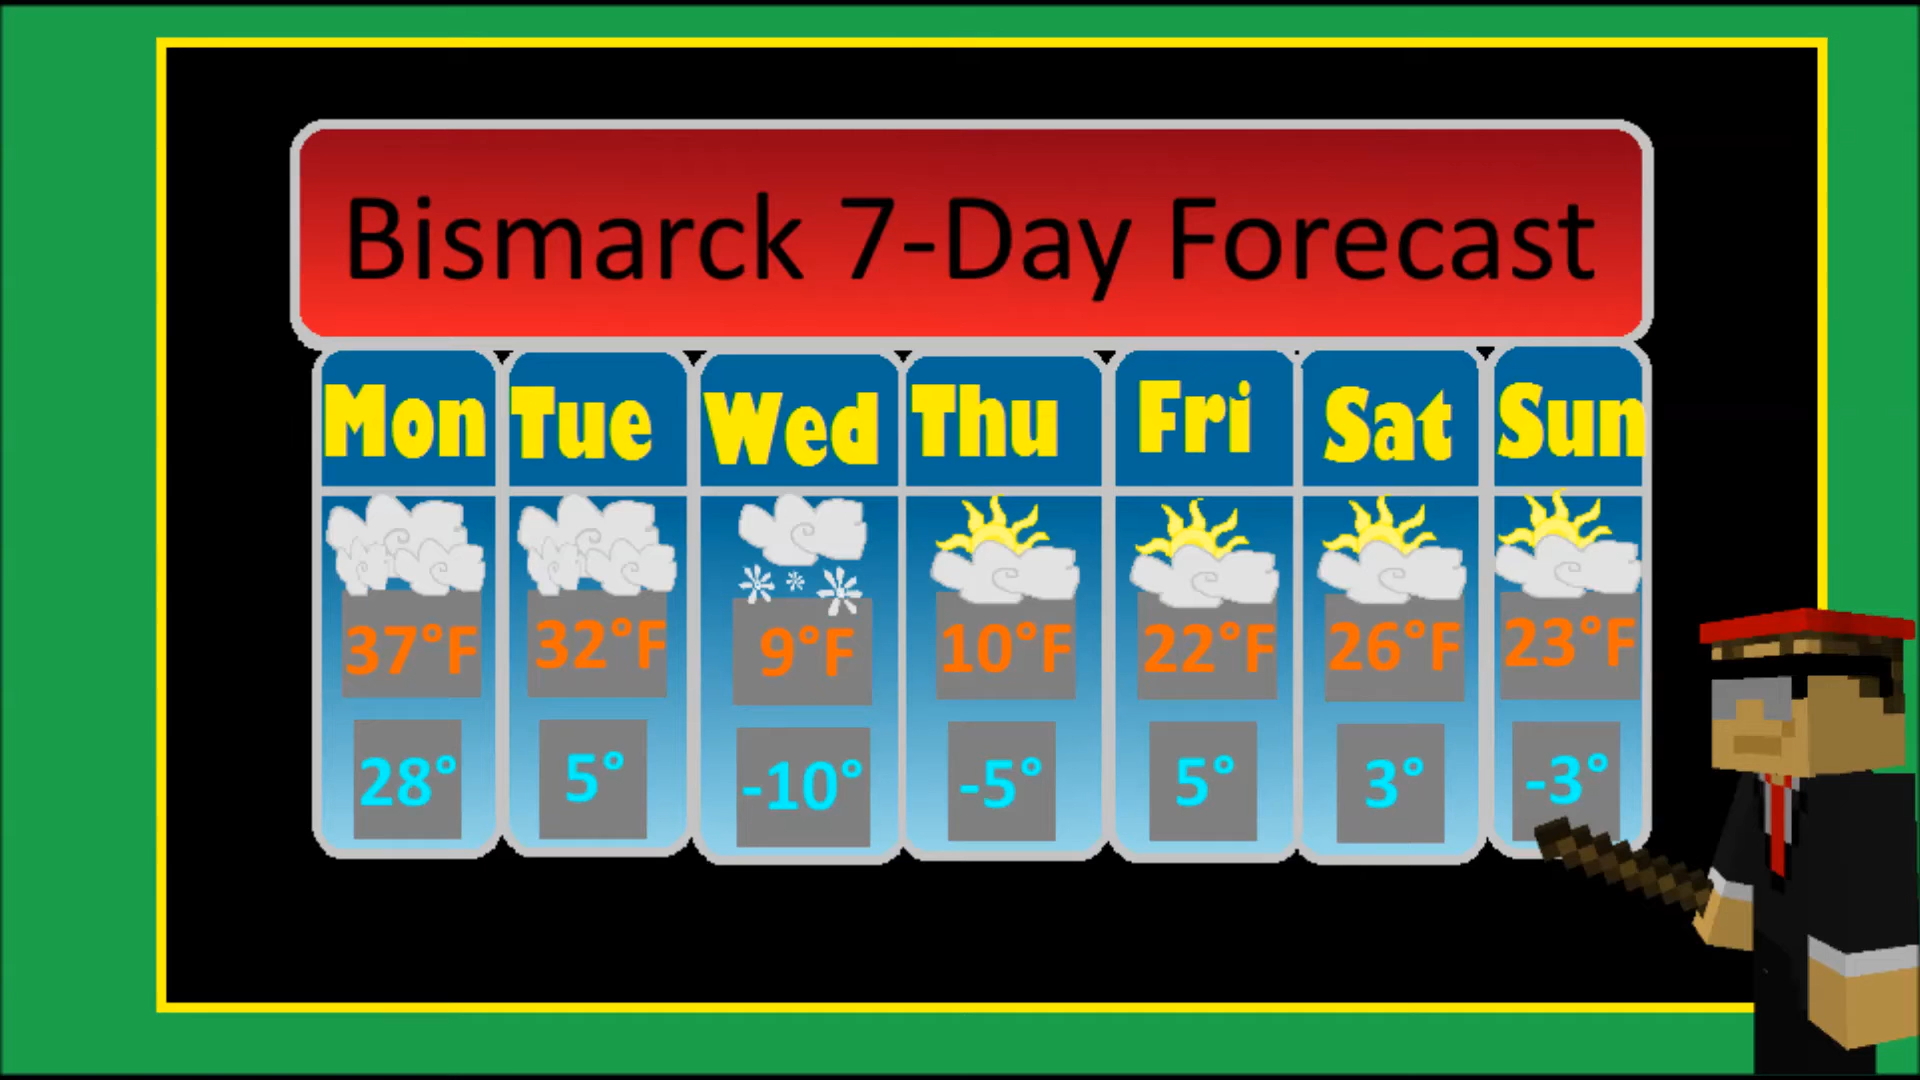 Bismarck 7-Day Forecast
Mon Tue Wed Thu Fri Sat Sun
37°F 32°F 9°F 10°F 22°F 26°F 23°F
28° 5° -10° -5° 5° 3° -3°